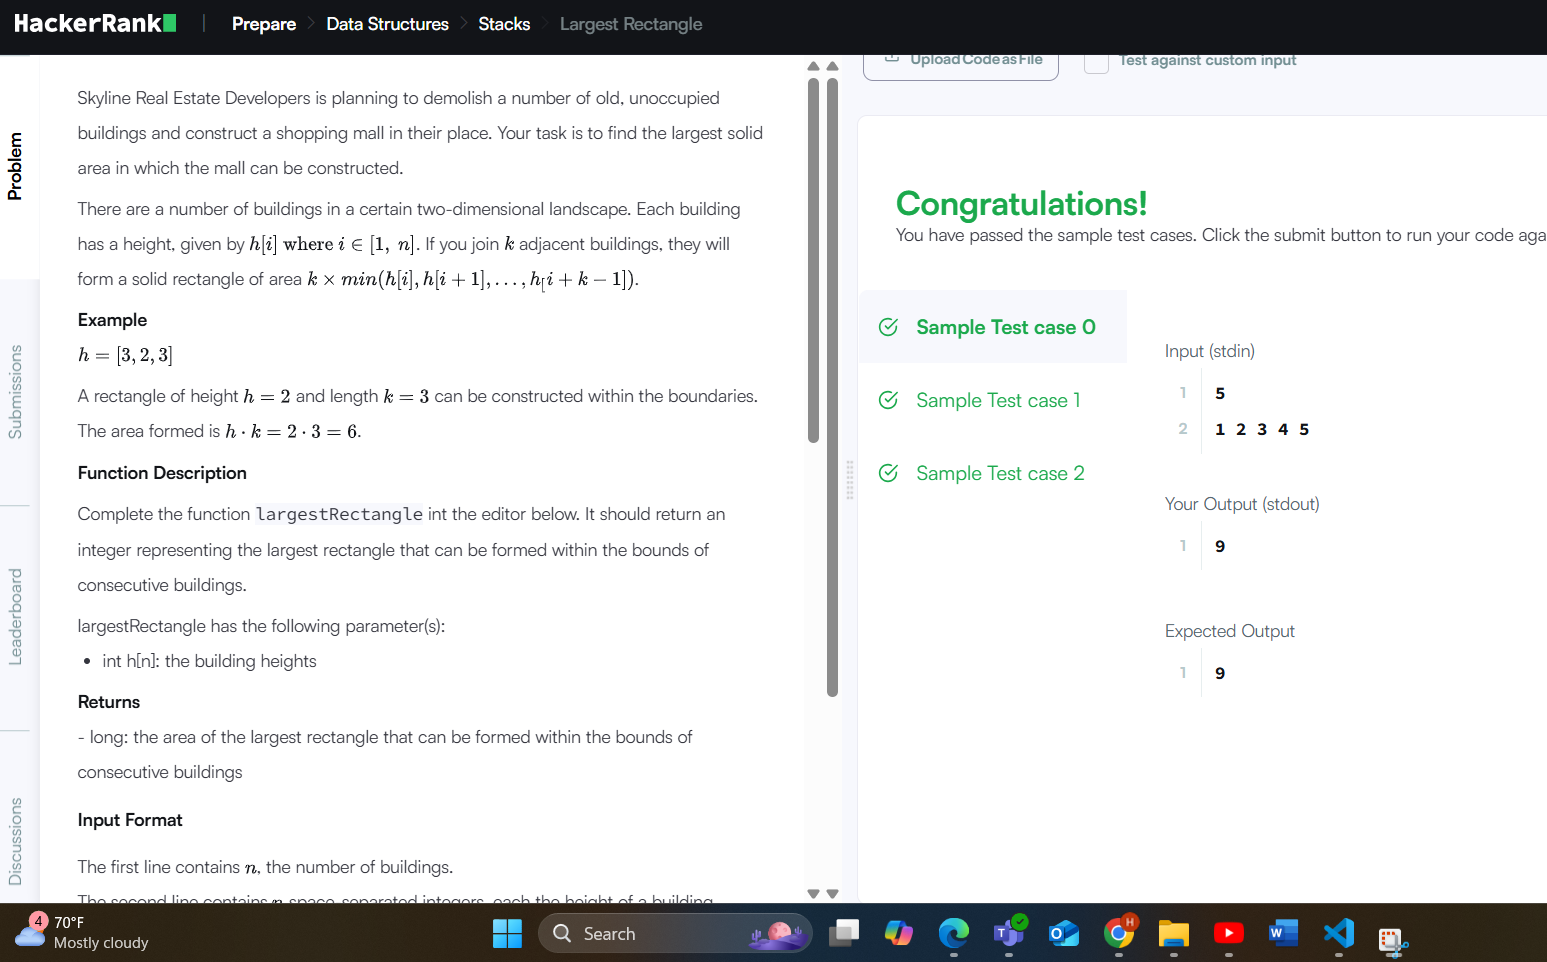 HackerRank
Prepare > Data Structures > Stacks > Largest Rectangle
Problem
Submissions
Leaderboard
Discussions
Skyline Real Estate Developers is planning to demolish a number of old, unoccupied
buildings and construct a shopping mall in their place. Your task is to find the largest solid
area in which the mall can be constructed.
There are a number of buildings in a certain two-dimensional landscape. Each building
has a height, given by h[i] where i ∈ [1, n]. If you join k adjacent buildings, they will
form a solid rectangle of area k × min(h[i], h[i + 1], . . . , h[i + k − 1]).
Example
h = [3, 2, 3]
A rectangle of height h = 2 and length k = 3 can be constructed within the boundaries.
The area formed is h · k = 2 · 3 = 6.
Function Description
Complete the function largestRectangle int the editor below. It should return an
integer representing the largest rectangle that can be formed within the bounds of
consecutive buildings.
largestRectangle has the following parameter(s):
• int h[n]: the building heights
Returns
- long: the area of the largest rectangle that can be formed within the bounds of
consecutive buildings
Input Format
The first line contains n, the number of buildings.
The second line contains n space-separated integers, each the height of a building.
Upload Code as File
Test against custom input
Congratulations!
You have passed the sample test cases. Click the submit button to run your code aga
Sample Test case 0
Sample Test case 1
Sample Test case 2
Input (stdin)
1 5
2 1 2 3 4 5
Your Output (stdout)
1 9
Expected Output
1 9
4
70°F
Mostly cloudy
Search
T
H
W